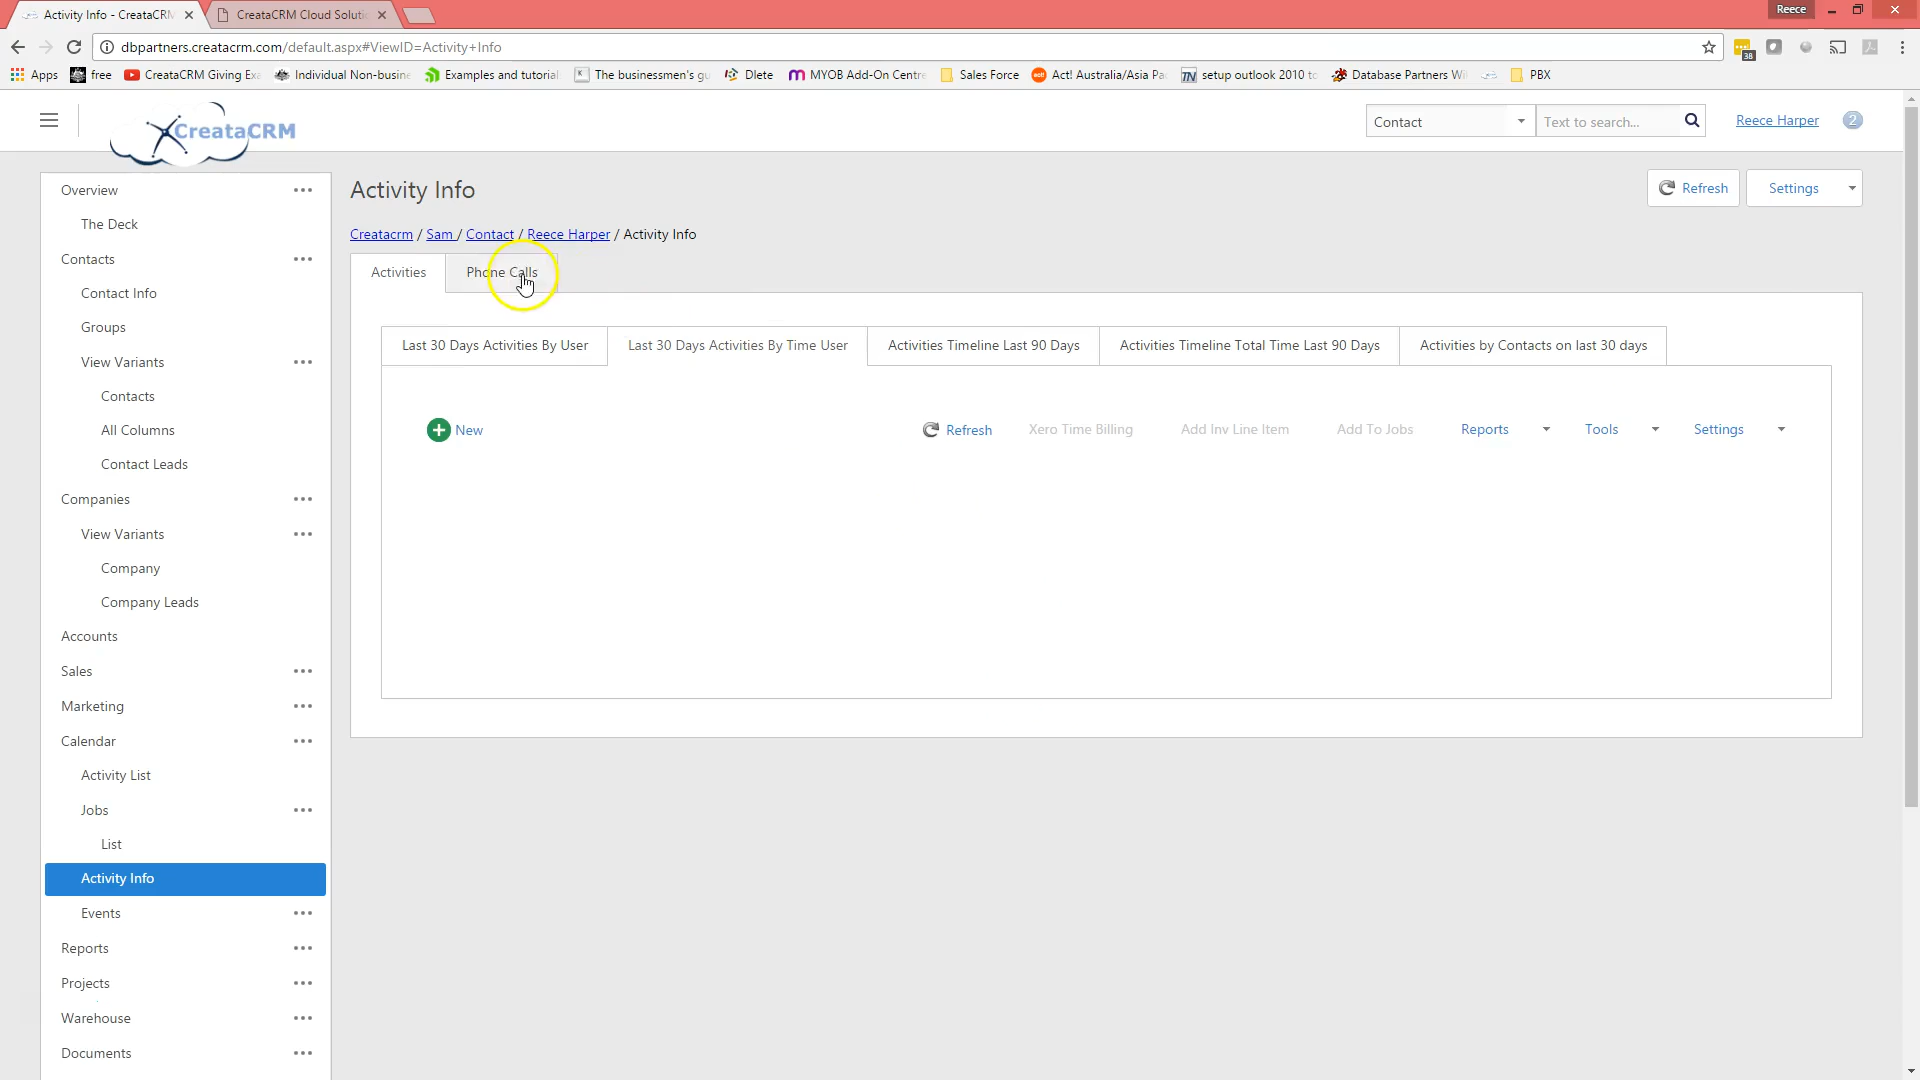 Activity Info - CreataCRM
CreataCRM Cloud Soluti
Reece
dbpartners.creatacrm.com/default.aspx#ViewID=Activity+Info
Apps
free
CreataCRM Giving Exa
Individual Non-busine
Examples and tutorial
The businessmen's gu
Dlete
MYOB Add-On Centre
Sales Force
Act! Australia/Asia Pa
setup outlook 2010 to
Database Partners Wi
PBX
38
CreataCRM
Contact
Text to search...
Reece Harper
2
Overview
The Deck
Contacts
Contact Info
Groups
View Variants
Contacts
All Columns
Contact Leads
Companies
View Variants
Company
Company Leads
Accounts
Sales
Marketing
Calendar
Activity List
Jobs
List
Activity Info
Events
Reports
Projects
Warehouse
Documents
Activity Info
Refresh
Settings
Creatacrm / Sam / Contact / Reece Harper / Activity Info
Activities
Phone Calls
Last 30 Days Activities By User
Last 30 Days Activities By Time User
Activities Timeline Last 90 Days
Activities Timeline Total Time Last 90 Days
Activities by Contacts on last 30 days
New
Refresh
Xero Time Billing
Add Inv Line Item
Add To Jobs
Reports
Tools
Settings